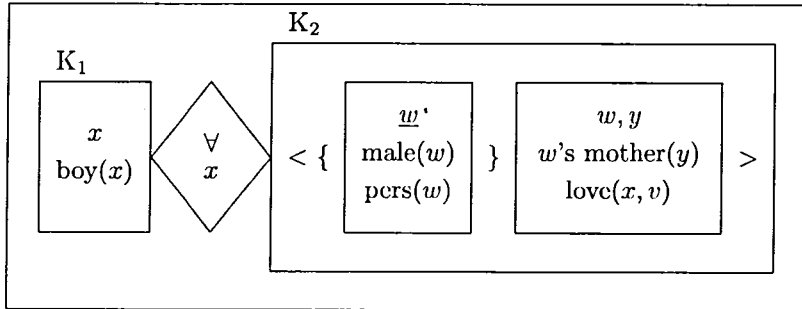 K₂
K₁
x ∀ w‘ w, y
boy(x) x < { male(w) } w's mother(y) >
pers(w) love(x, v)